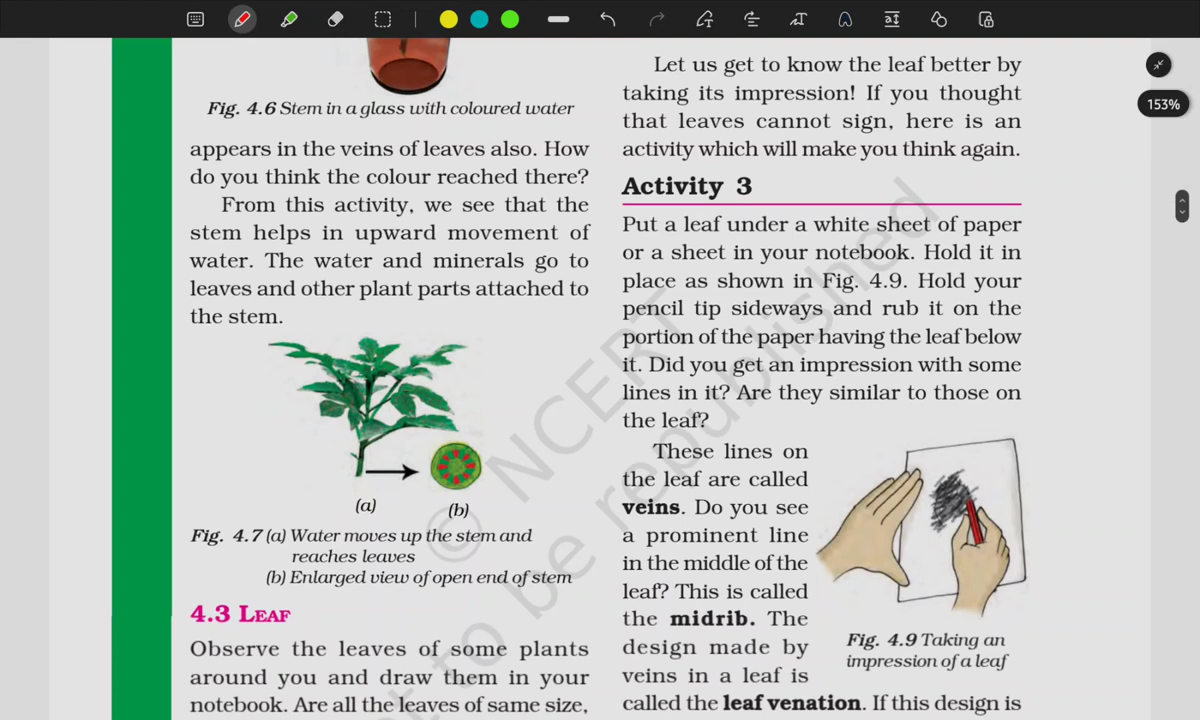 153%
Fig. 4.6 Stem in a glass with coloured water
appears in the veins of leaves also. How
do you think the colour reached there?
From this activity, we see that the
stem helps in upward movement of
water. The water and minerals go to
leaves and other plant parts attached to
the stem.
(a)
(b)
Fig. 4.7 (a) Water moves up the stem and
reaches leaves
(b) Enlarged view of open end of stem
4.3 LEAF
Observe the leaves of some plants
around you and draw them in your
notebook. Are all the leaves of same size,
Let us get to know the leaf better by
taking its impression! If you thought
that leaves cannot sign, here is an
activity which will make you think again.
Activity 3
Put a leaf under a white sheet of paper
or a sheet in your notebook. Hold it in
place as shown in Fig. 4.9. Hold your
pencil tip sideways and rub it on the
portion of the paper having the leaf below
it. Did you get an impression with some
lines in it? Are they similar to those on
the leaf?
These lines on
the leaf are called
veins. Do you see
a prominent line
in the middle of the
leaf? This is called
the midrib. The
design made by
veins in a leaf is
called the leaf venation. If this design is
Fig. 4.9 Taking an
impression of a leaf
© NCERT
be republished